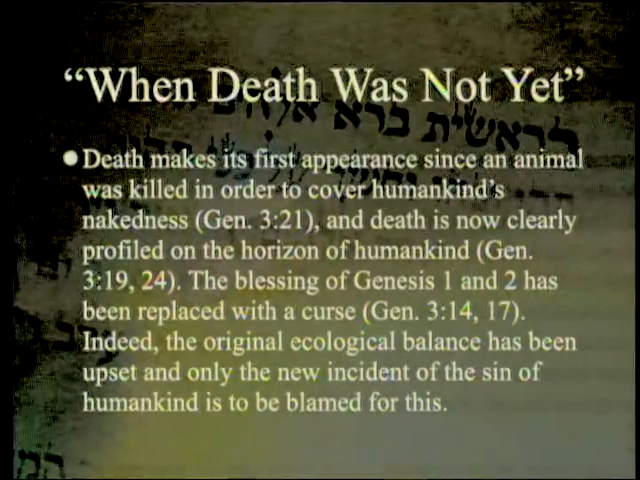 “When Death Was Not Yet”
בראשית ברא אלהים
Death makes its first appearance since an animal
was killed in order to cover humankind’s
nakedness (Gen. 3:21), and death is now clearly
profiled on the horizon of humankind (Gen.
3:19, 24). The blessing of Genesis 1 and 2 has
been replaced with a curse (Gen. 3:14, 17).
Indeed, the original ecological balance has been
upset and only the new incident of the sin of
humankind is to be blamed for this.